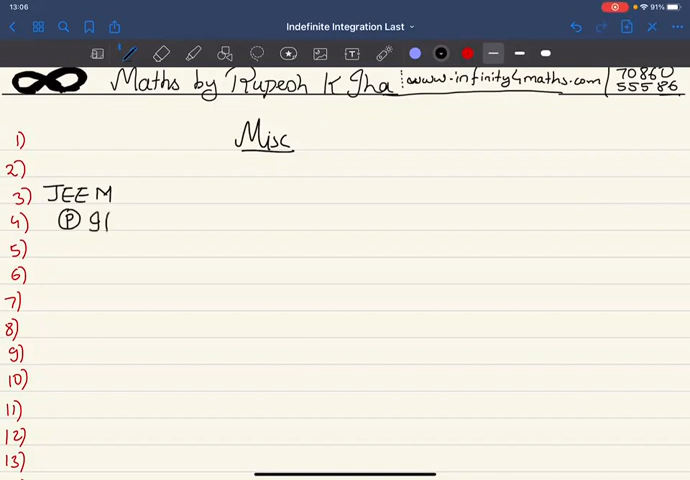 13:06
91%
Indefinite Integration Last
Maths by Rupesh K Jha www.infinity4maths.com 70860 55586
Misc
1)
2)
3) JEE M
4) P 91
5)
6)
7)
8)
9)
10)
11)
12)
13)